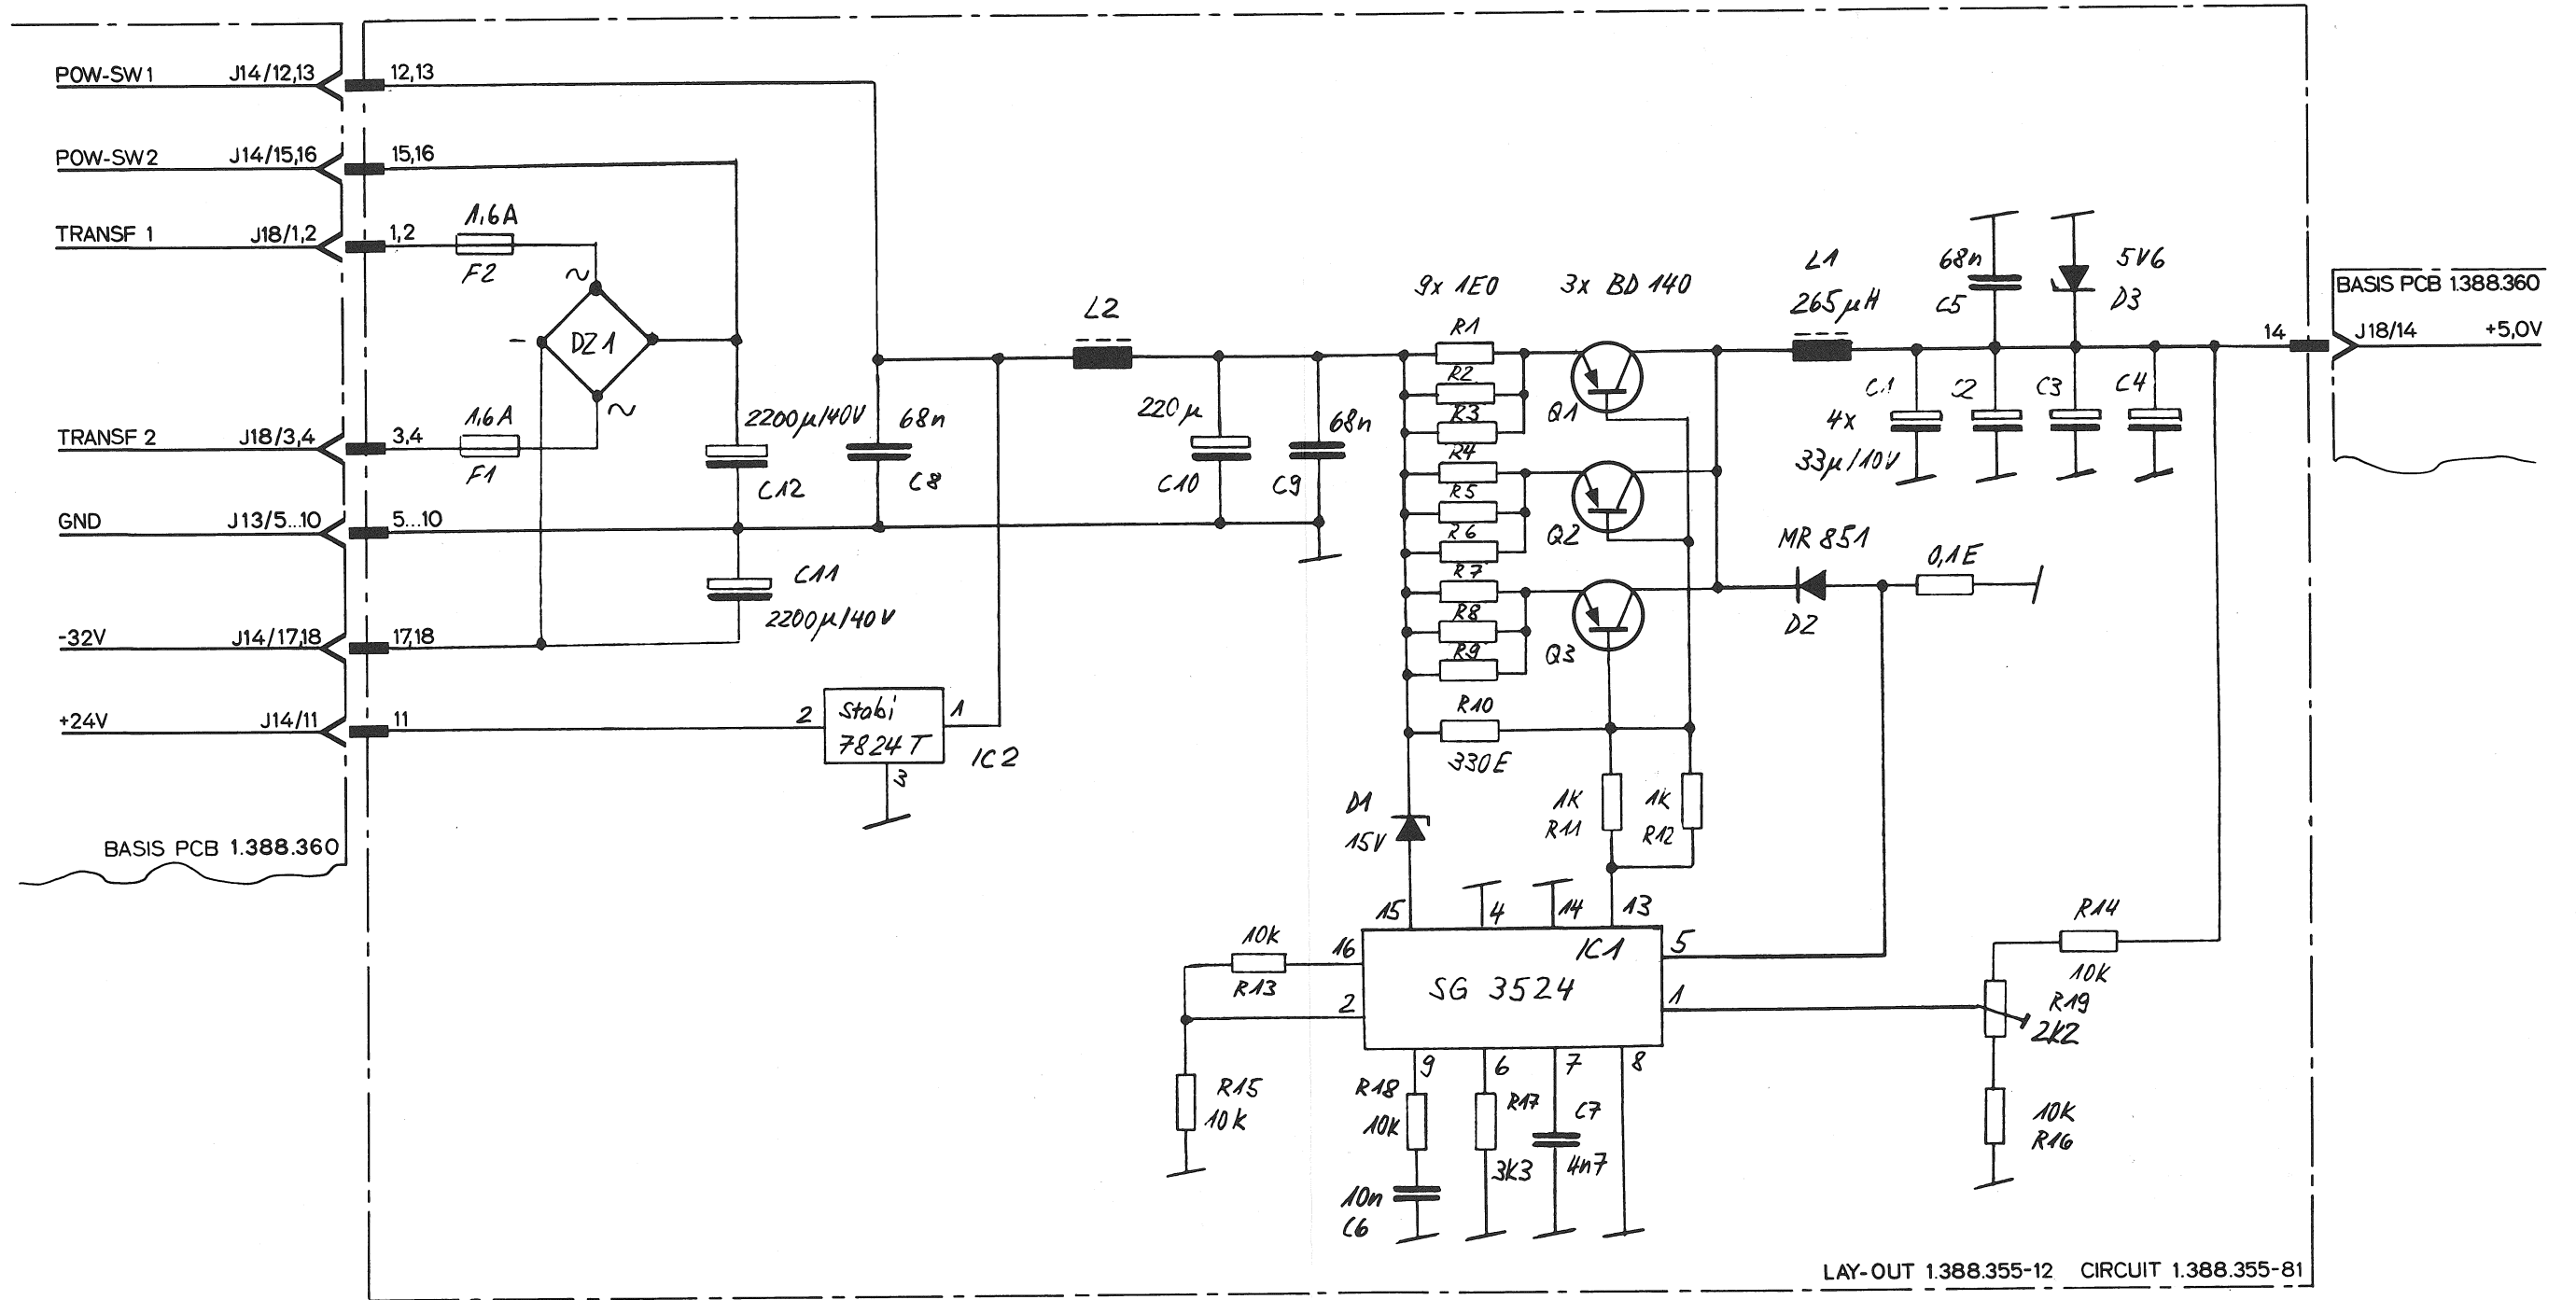 POW-SW1 J14/12,13 12,13
POW-SW2 J14/15,16 15,16
1,6A
TRANSF 1 J18/1,2 1,2
F2
~
- DZ1
~
1,6A
TRANSF 2 J18/3,4 3,4
F1
GND J13/5...10 5...10
-32V J14/17,18 17,18
+24V J14/11 11
BASIS PCB 1.388.360
2200µ/40V
C12
C11
2200µ/40V
68n
C8
2 Stabi 1
7824T
3
IC2
L2
220µ
C10
68n
C9
9x 1E0
R1
R2
R3
R4
R5
R6
R7
R8
R9
R10
330E
3x BD 140
Q1
Q2
Q3
L1
265µH
68n
C5
5V6
D3
C1 C2 C3 C4
4x
33µ/10V
14
BASIS PCB 1.388.360
J18/14 +5,0V
MR 851
D2
0,1E
D1
15V
1K
R11
1K
R12
15 4 14 13
16 IC1 5
SG 3524
2 1
9 6 7 8
10K
R13
R15
10K
R18
10K
10n
C6
R17
3K3
C7
4n7
R14
10K
R19
2K2
10K
R16
LAY-OUT 1.388.355-12 CIRCUIT 1.388.355-81